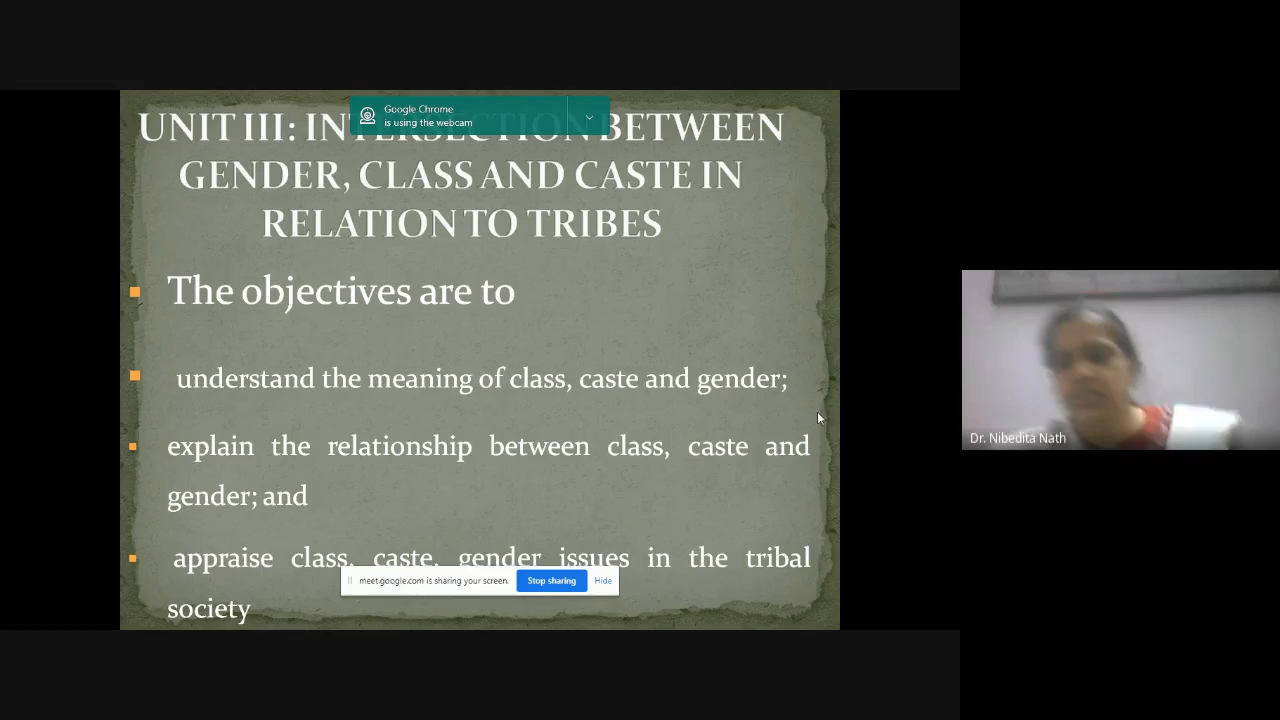 Google Chrome
is using the webcam
UNIT III: INTERSECTION BETWEEN
GENDER, CLASS AND CASTE IN
RELATION TO TRIBES
The objectives are to
understand the meaning of class, caste and gender;
explain the relationship between class, caste and
gender; and
appraise class, caste, gender issues in the tribal
meet.google.com is sharing your screen. Stop sharing Hide
society
Dr. Nibedita Nath